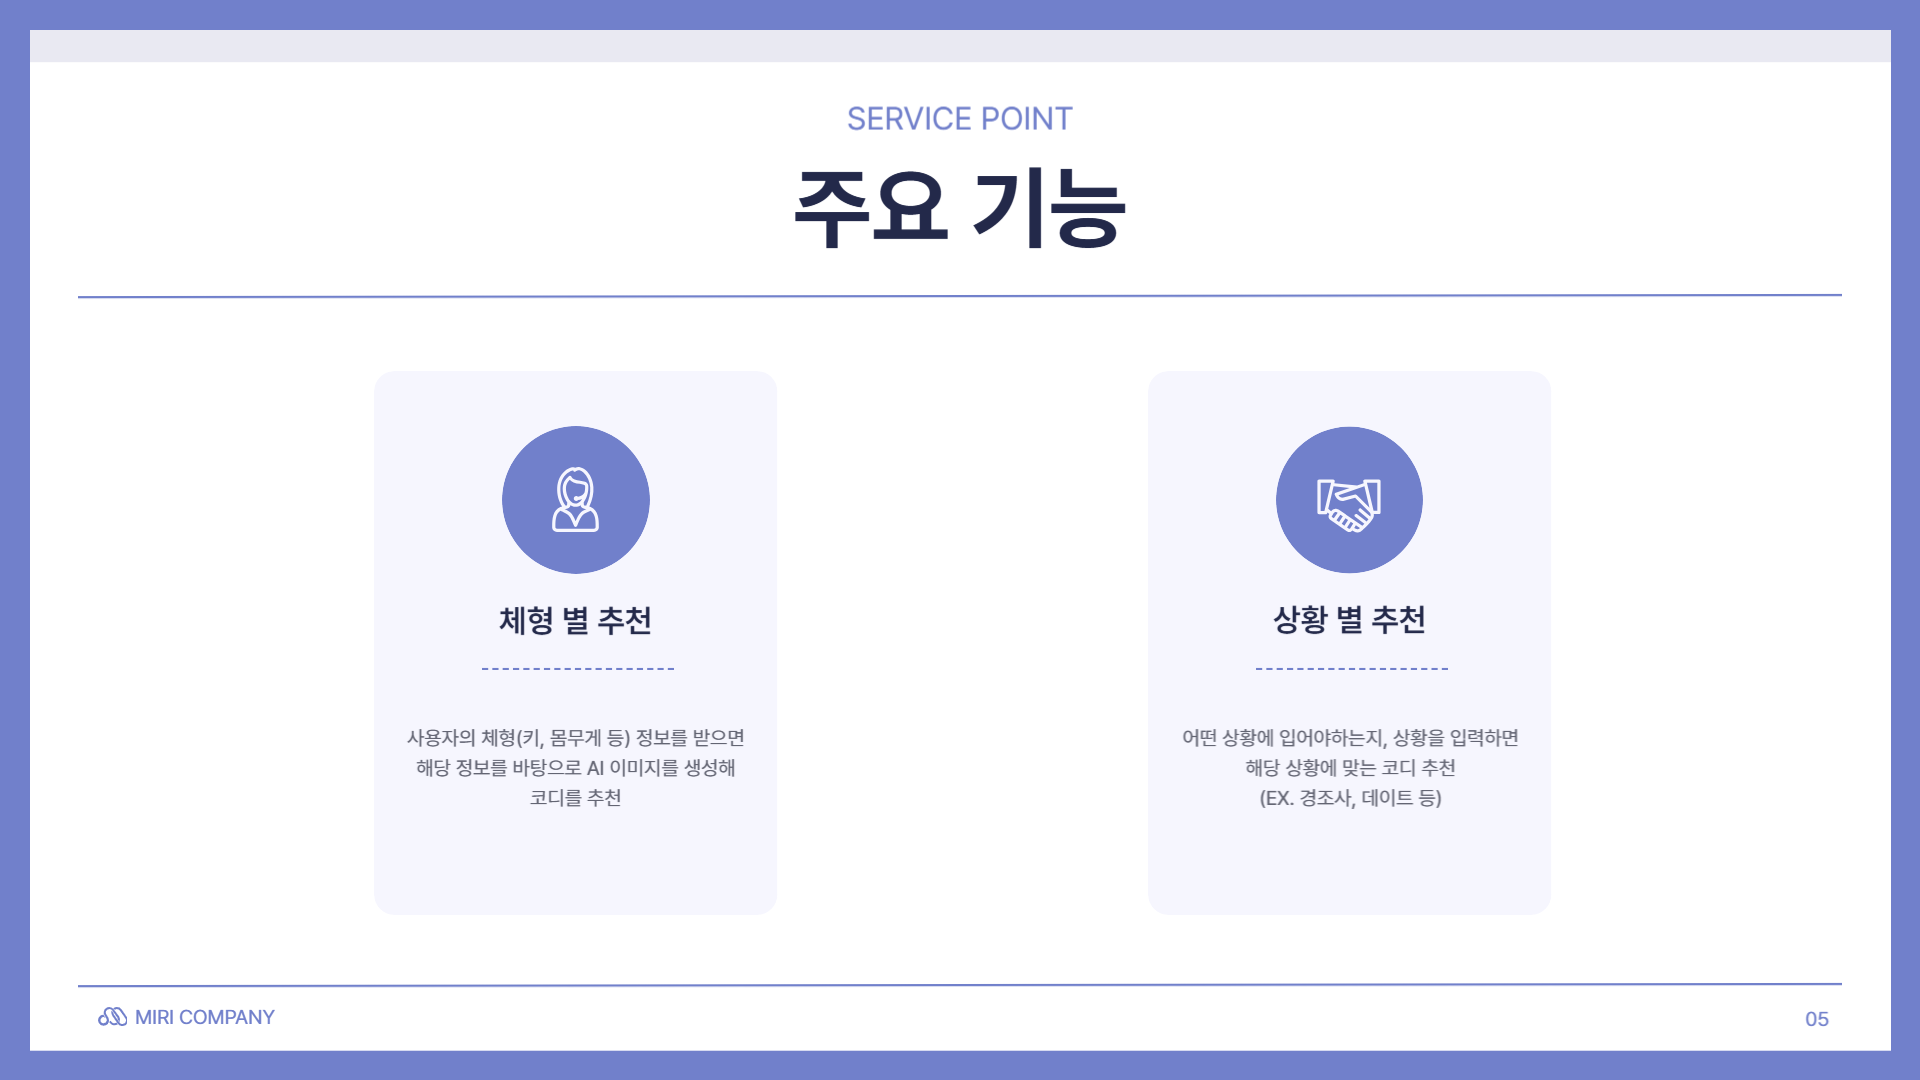 SERVICE POINT
주요 기능
체형 별 추천
사용자의 체형(키, 몸무게 등) 정보를 받으면
해당 정보를 바탕으로 AI 이미지를 생성해
코디를 추천
상황 별 추천
어떤 상황에 입어야하는지, 상황을 입력하면
해당 상황에 맞는 코디 추천
(EX. 경조사, 데이트 등)
MIRI COMPANY
05